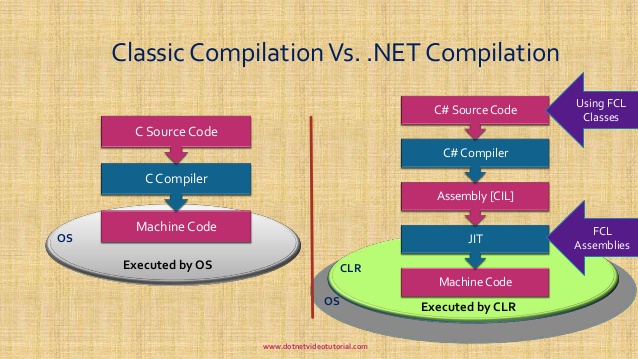 Classic Compilation Vs. .NET Compilation
C Source Code
C Compiler
Machine Code
OS
Executed by OS
C# Source Code
Using FCL
Classes
C# Compiler
Assembly [CIL]
JIT
FCL
Assemblies
CLR
Machine Code
OS
Executed by CLR
www.dotnetvideotutorial.com